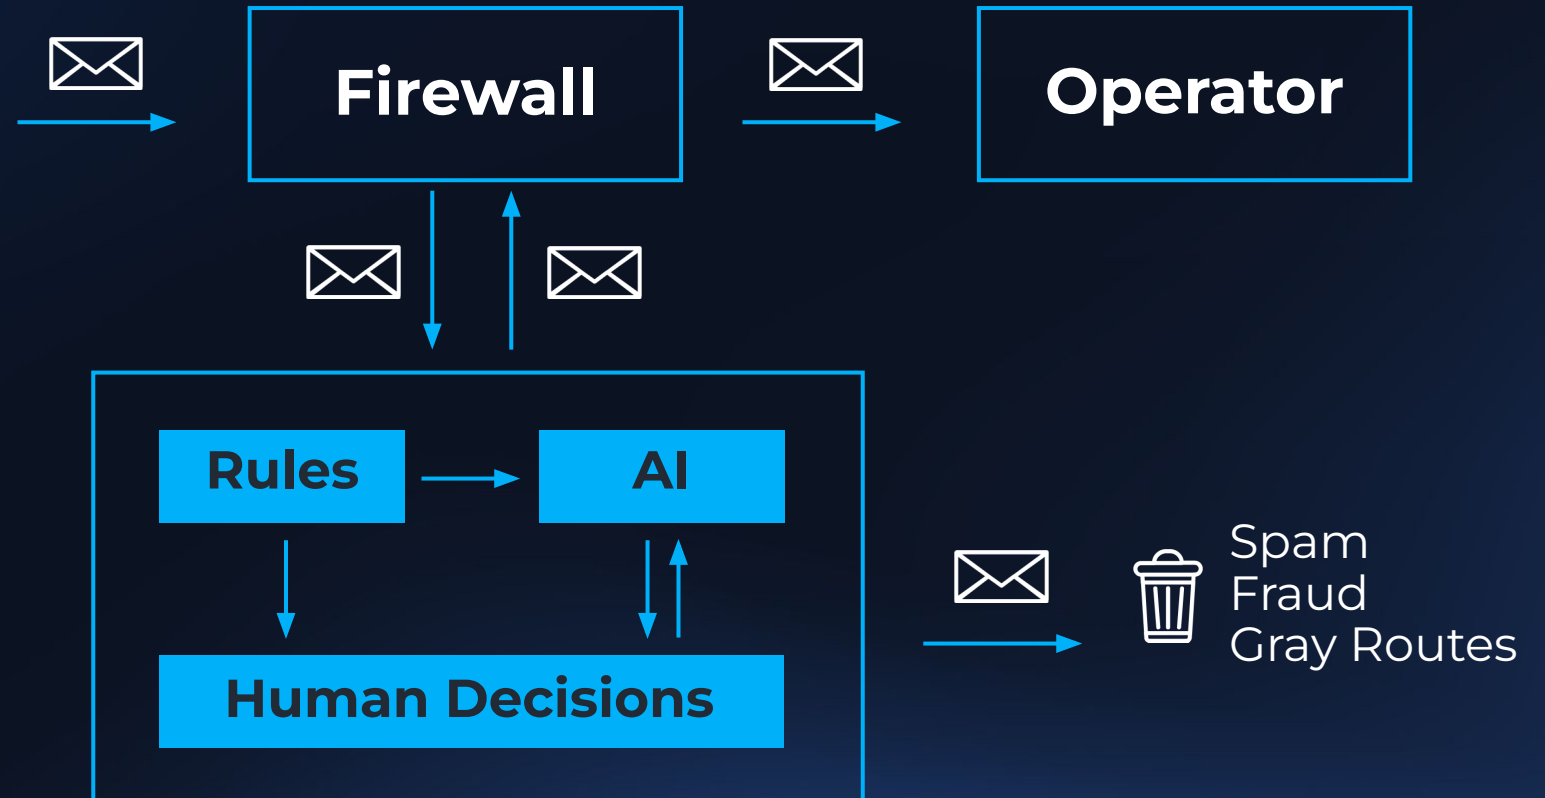 Firewall
Operator
Rules
AI
Human Decisions
Spam
Fraud
Gray Routes